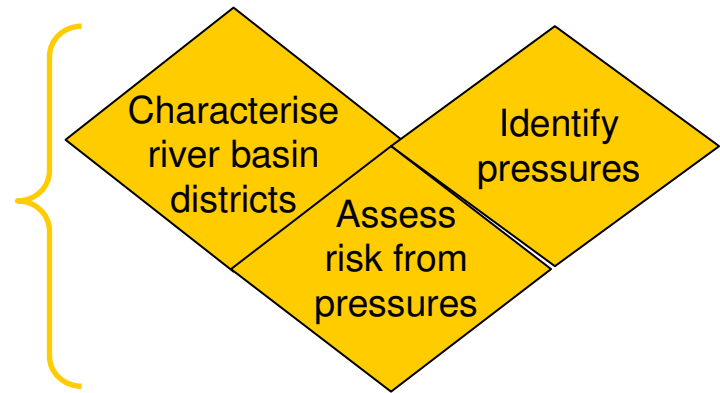 Characterise
river basin
districts
Identify
pressures
Assess
risk from
pressures